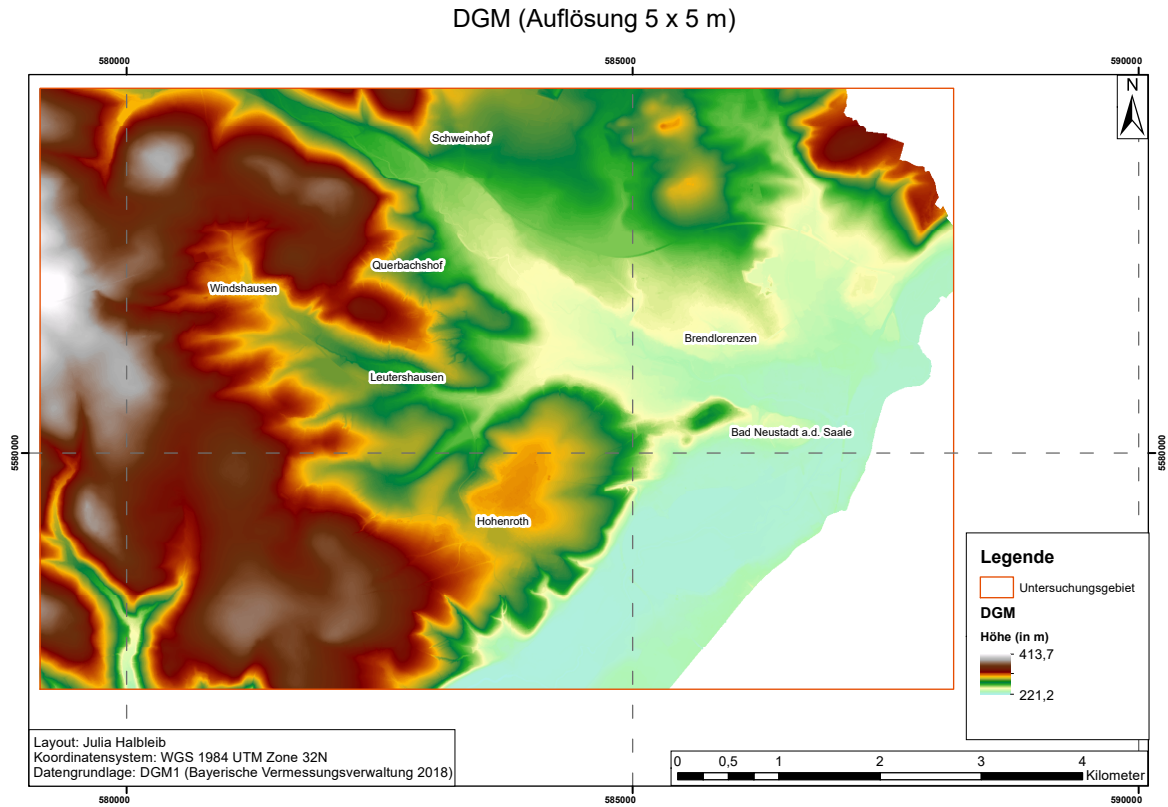 DGM (Auflösung 5 x 5 m)
580000
585000
590000
N
Schweinhof
Querbachshof
Windshausen
Brendlorenzen
Leutershausen
Bad Neustadt a.d. Saale
5580000
5580000
Hohenroth
Legende
Untersuchungsgebiet
DGM
Höhe (in m)
413,7
221,2
Layout: Julia Halbleib
Koordinatensystem: WGS 1984 UTM Zone 32N
Datengrundlage: DGM1 (Bayerische Vermessungsverwaltung 2018)
0 0,5 1 2 3 4
Kilometer
580000
585000
590000